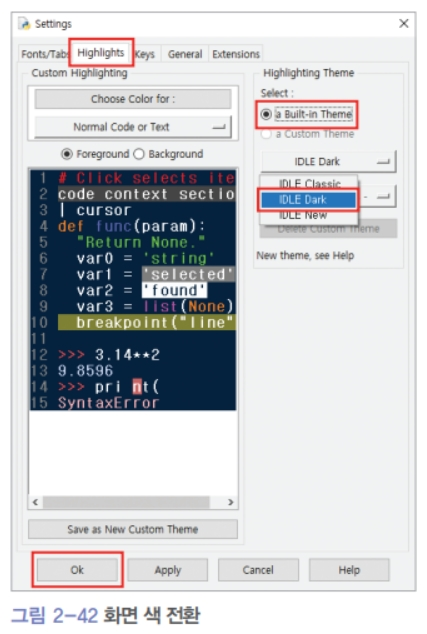 Settings
Fonts/Tabs Highlights Keys General Extensions
Custom Highlighting
Choose Color for :
Normal Code or Text
Foreground Background
1 # Click selects ite
2 code context sectio
3 | cursor
4 def func(param):
5 "Return None."
6 var0 = 'string'
7 var1 = 'selected'
8 var2 = 'found'
9 var3 = list(None)
10 breakpoint("line"
11
12 >>> 3.14**2
13 9.8596
14 >>> pri nt(
15 SyntaxError
Save as New Custom Theme
Highlighting Theme
Select :
a Built-in Theme
a Custom Theme
IDLE Dark
IDLE Classic
IDLE Dark
IDLE New
Delete Custom Theme
New theme, see Help
Ok Apply Cancel Help
그림 2-42 화면 색 전환